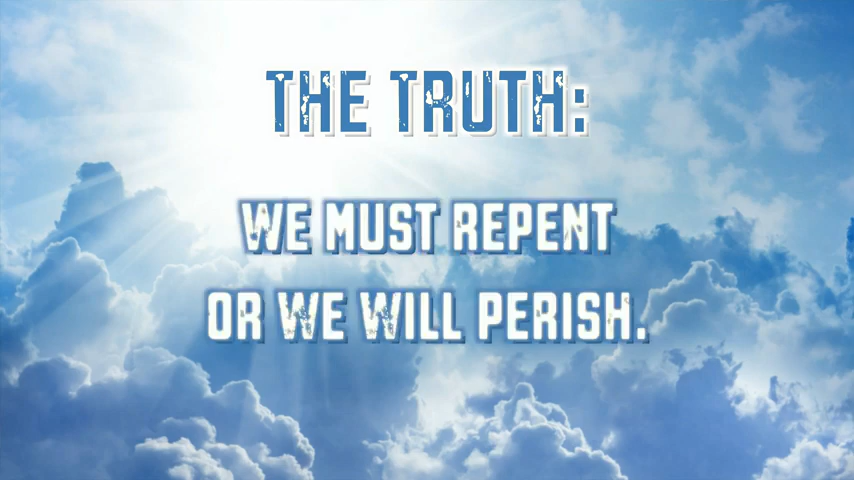 THE TRUTH:
WE MUST REPENT
OR WE WILL PERISH.